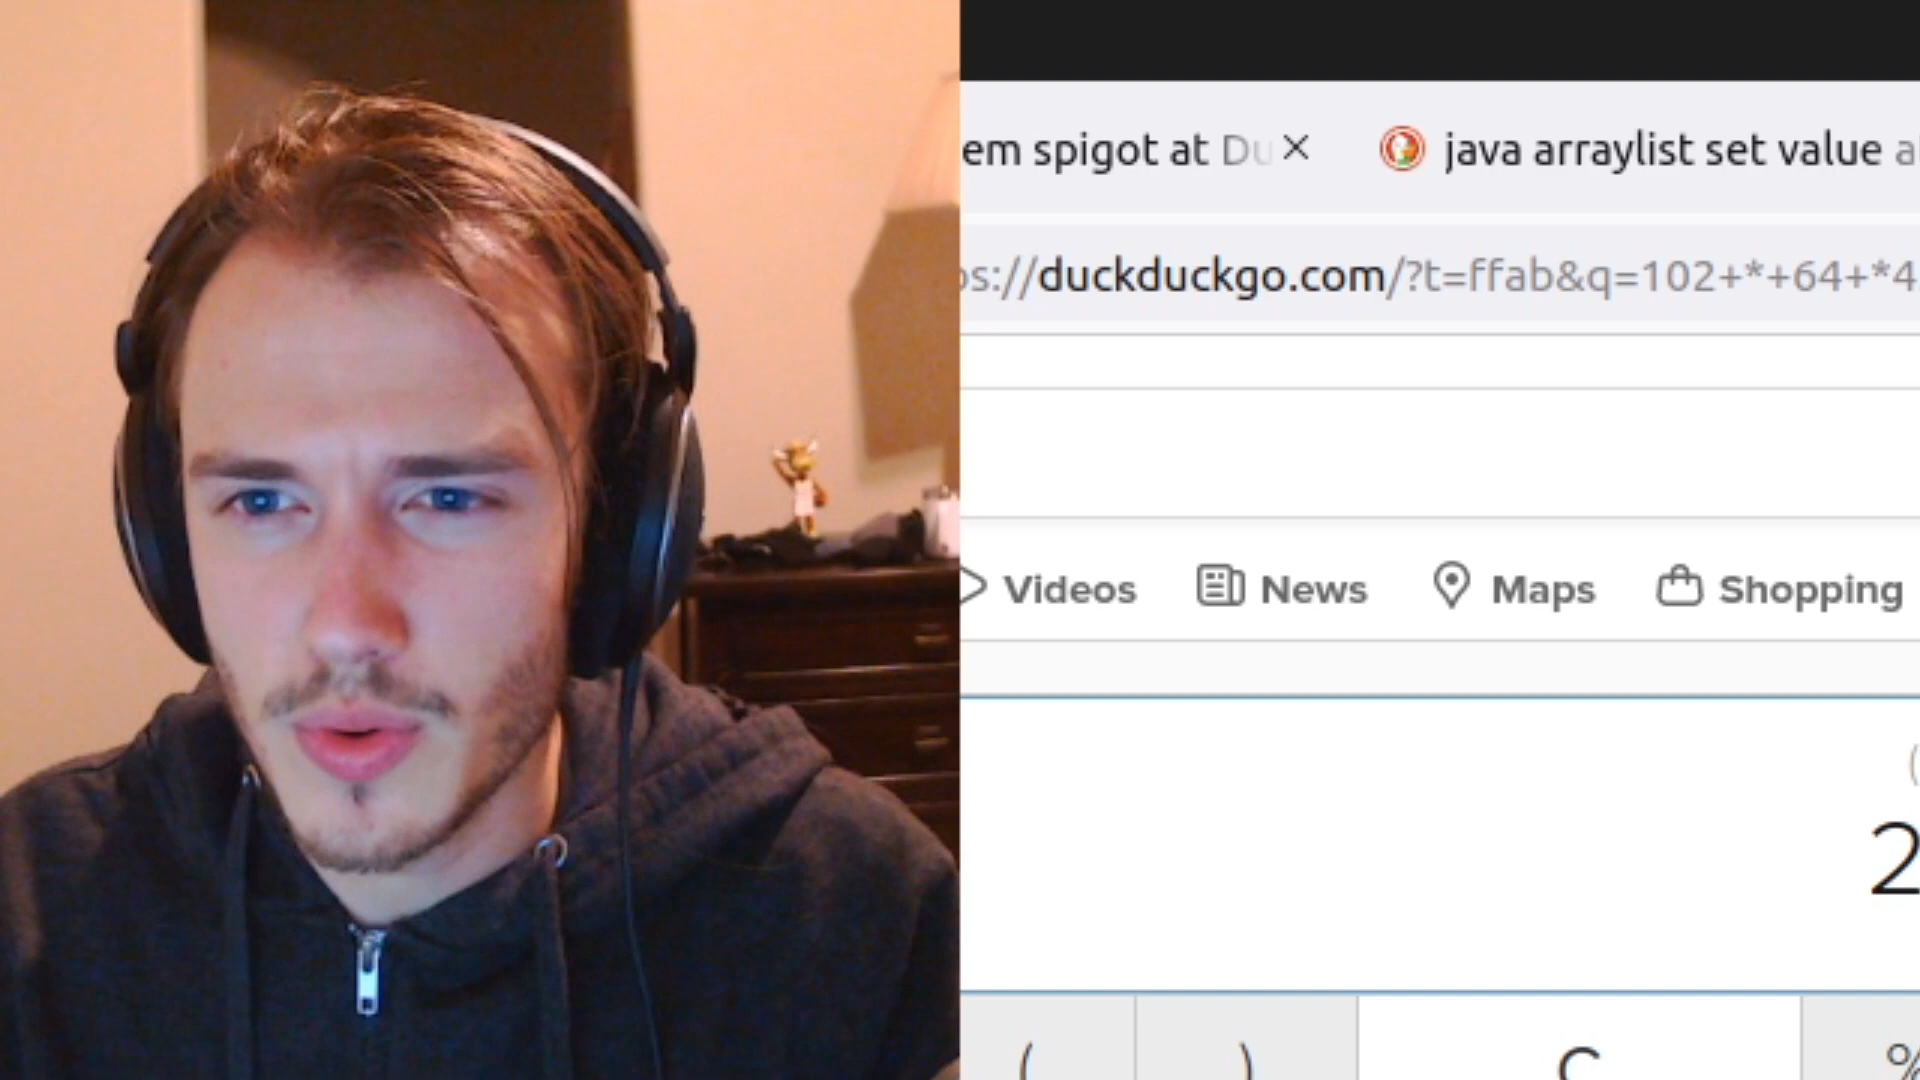 em spigot at Du
java arraylist set value a
s://duckduckgo.com/?t=ffab&q=102+*+64+*4
Videos News Maps Shopping
(
2
( ) C %